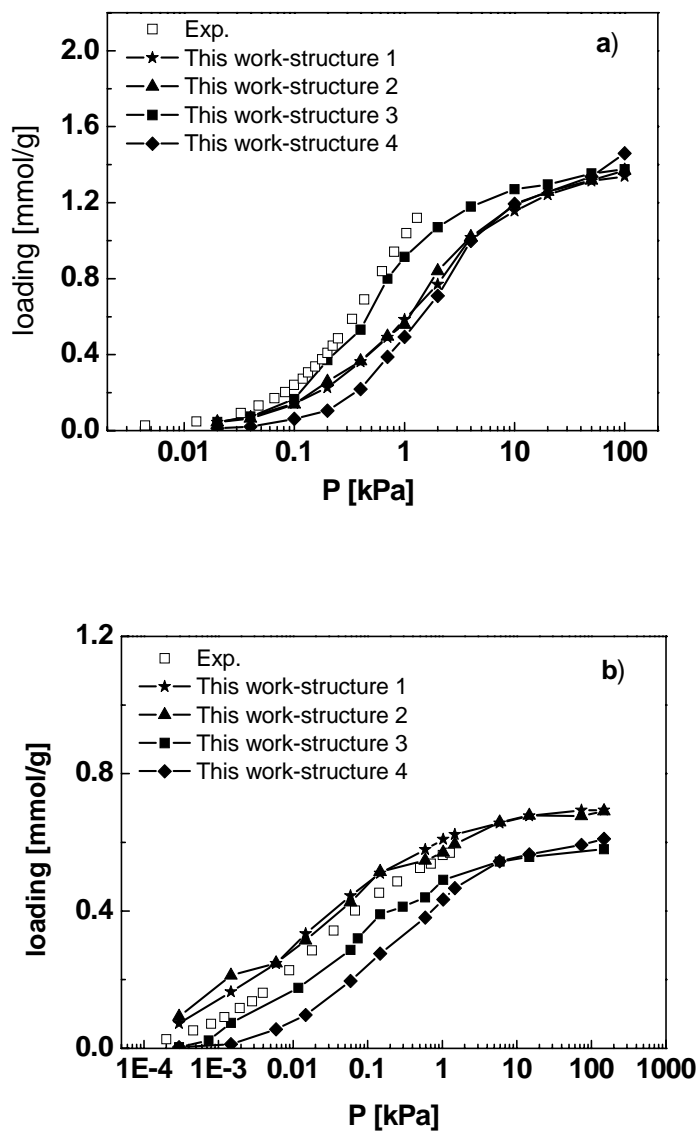 a)
Exp.
This work-structure 1
This work-structure 2
This work-structure 3
This work-structure 4
loading [mmol/g]
2.0
1.6
1.2
0.8
0.4
0.0
0.01 0.1 1 10 100
P [kPa]
b)
Exp.
This work-structure 1
This work-structure 2
This work-structure 3
This work-structure 4
loading [mmol/g]
1.2
0.8
0.4
0.0
1E-4 1E-3 0.01 0.1 1 10 100 1000
P [kPa]